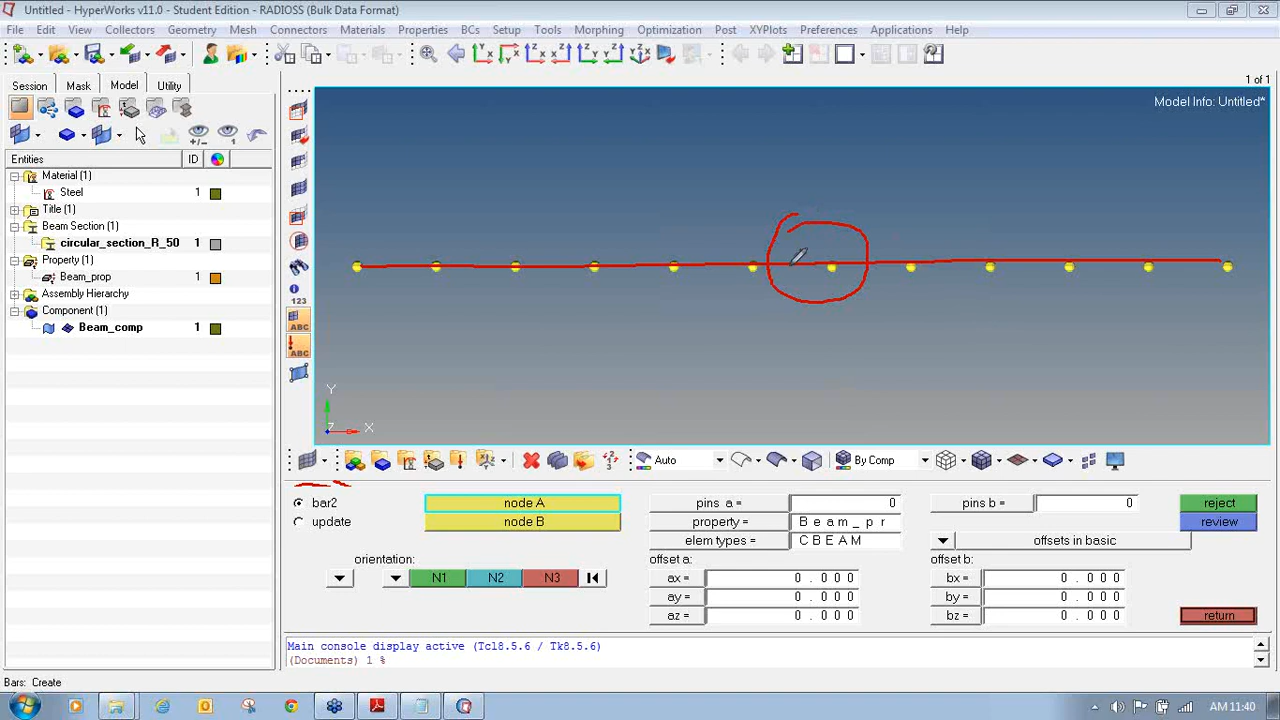 Untitled - HyperWorks v11.0 - Student Edition - RADIOSS (Bulk Data Format)
File Edit View Collectors Geometry Mesh Connectors Materials Properties BCs Setup Tools Morphing Optimization Post XYPlots Preferences Applications Help
1 of 1
Session Mask Model Utility
Model Info: Untitled*
Entities ID
Material (1)
Steel 1
Title (1)
Beam Section (1)
circular_section_R_50 1
Property (1)
Beam_prop 1
Assembly Hierarchy
Component (1)
Beam_comp 1
123
ABC
ABC
Y
Z X
Auto By Comp
bar2 node A pins a = 0 pins b = 0 reject
update node B property = Beam_pr review
elem types = CBEAM offsets in basic
orientation: offset a: offset b:
N1 N2 N3 ax = 0.000 bx = 0.000
ay = 0.000 by = 0.000
az = 0.000 bz = 0.000 return
Main console display active (Tcl8.5.6 / Tk8.5.6)
(Documents) 1 %
Bars: Create
AM 11:40